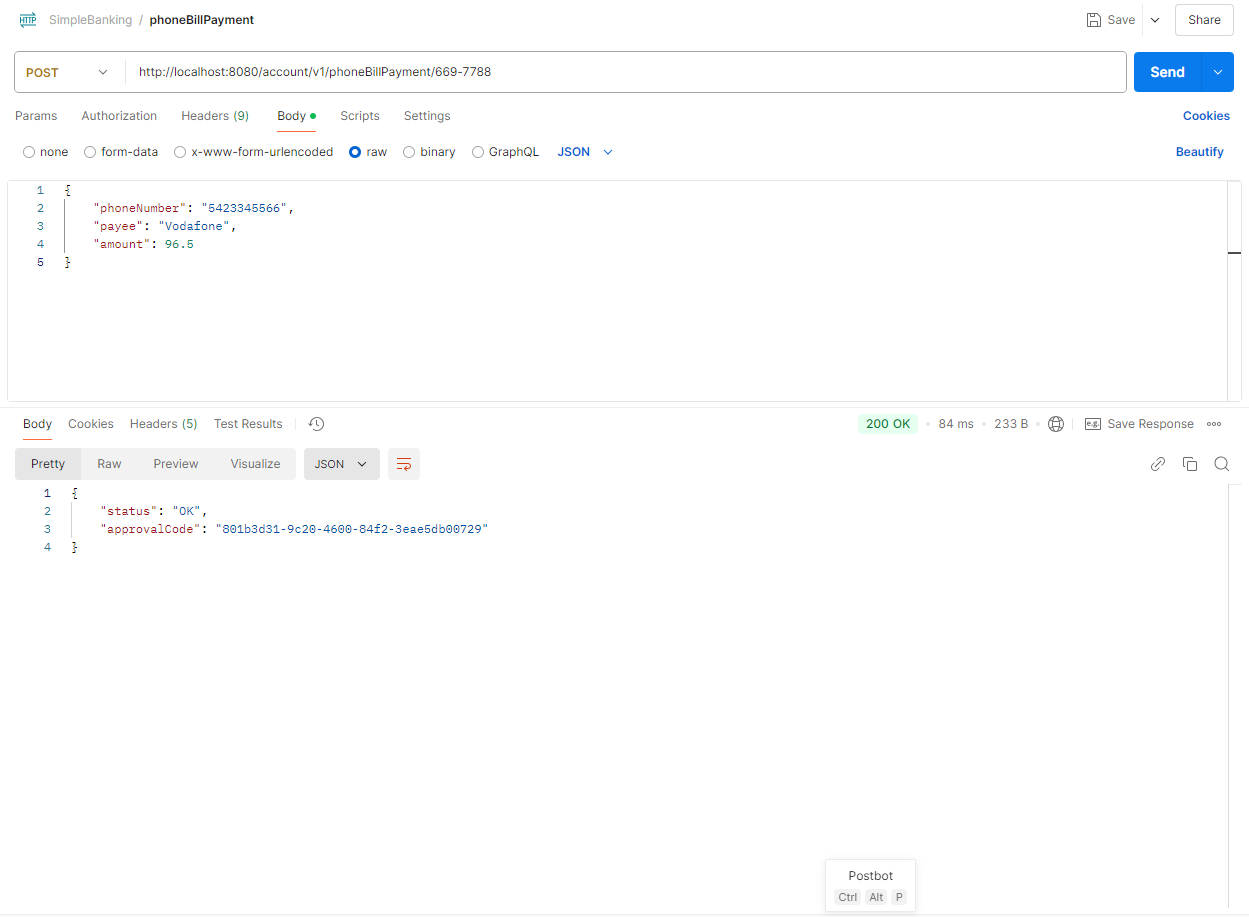 HTTP SimpleBanking / phoneBillPayment Save Share
POST http://localhost:8080/account/v1/phoneBillPayment/669-7788 Send
Params Authorization Headers (9) Body Scripts Settings Cookies
none form-data x-www-form-urlencoded raw binary GraphQL JSON Beautify
1 {
2 "phoneNumber": "5423345566",
3 "payee": "Vodafone",
4 "amount": 96.5
5 }
Body Cookies Headers (5) Test Results 200 OK 84 ms 233 B e.g. Save Response
Pretty Raw Preview Visualize JSON
1 {
2 "status": "OK",
3 "approvalCode": "801b3d31-9c20-4600-84f2-3eae5db00729"
4 }
Postbot
Ctrl Alt P